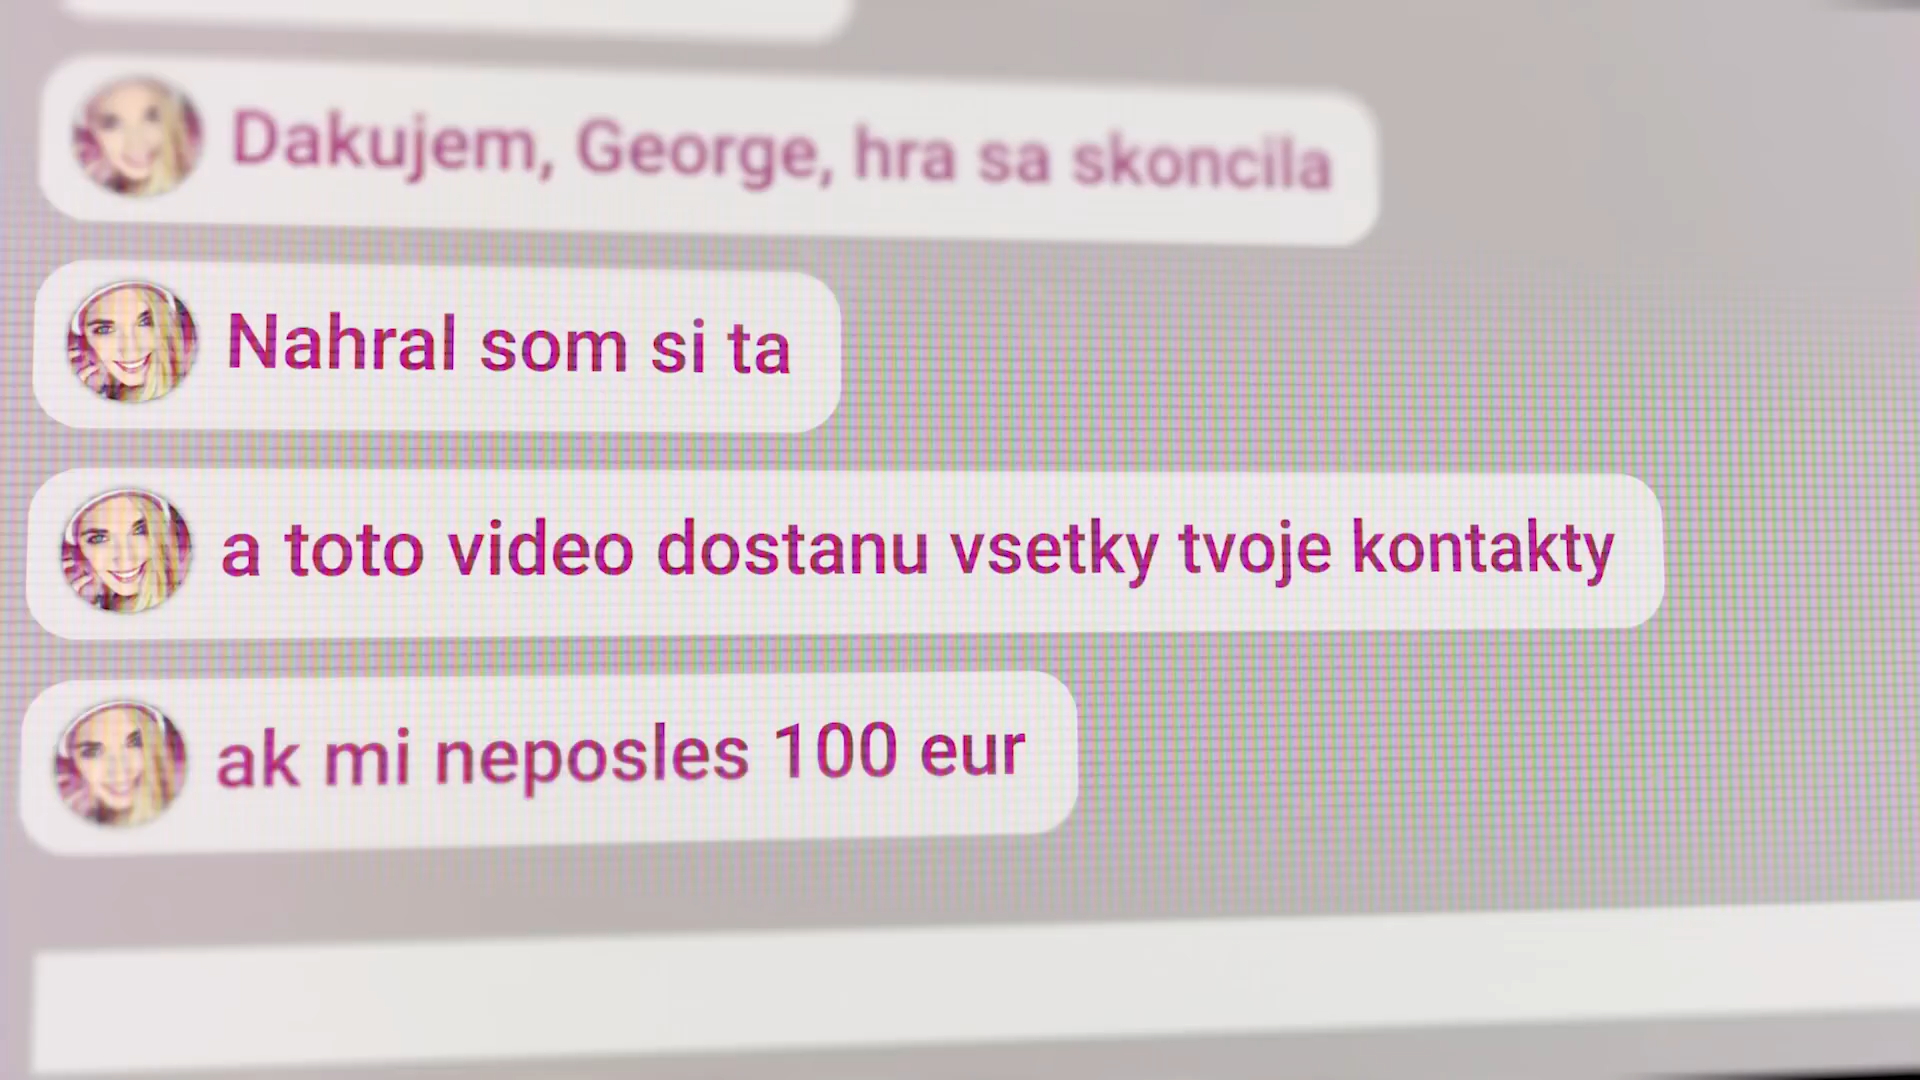 Dakujem, George, hra sa skoncila
Nahral som si ta
a toto video dostanu vsetky tvoje kontakty
ak mi neposles 100 eur